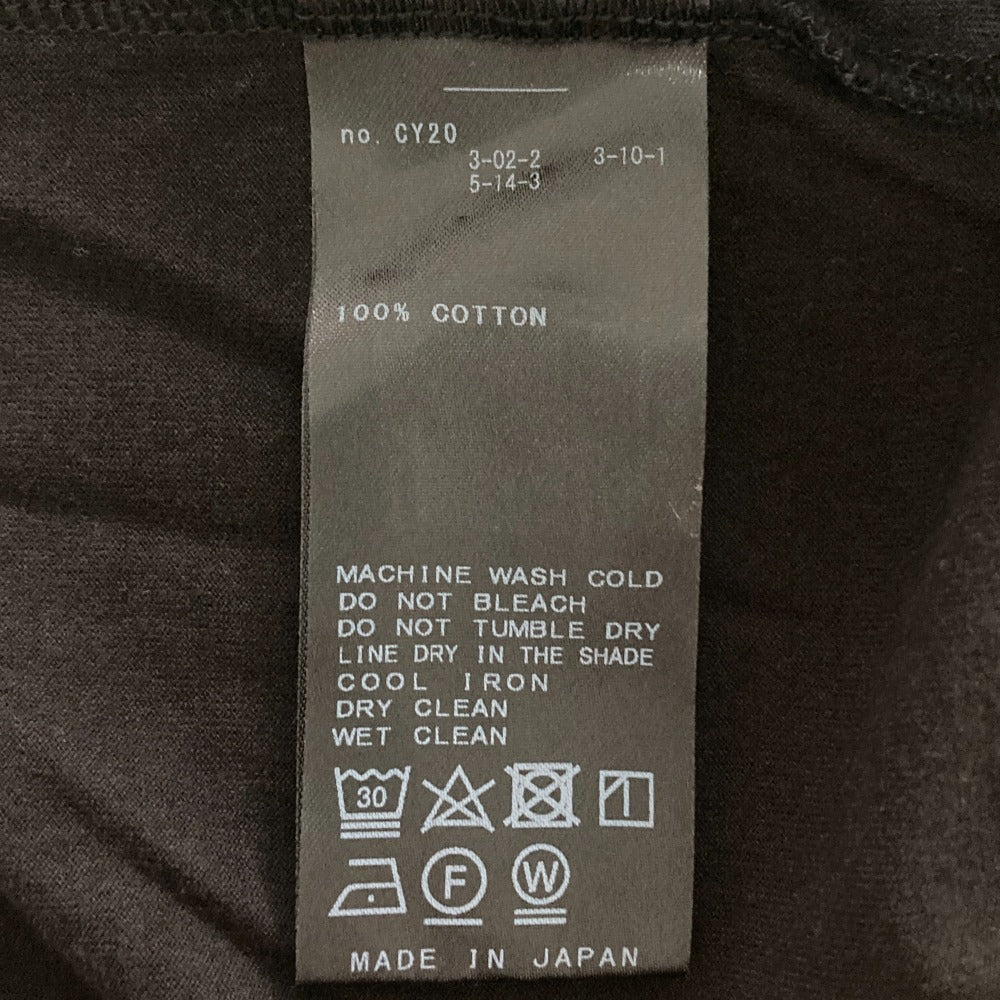 no. CY20
3-02-2 3-10-1
5-14-3
100% COTTON
MACHINE WASH COLD
DO NOT BLEACH
DO NOT TUMBLE DRY
LINE DRY IN THE SHADE
COOL IRON
DRY CLEAN
WET CLEAN
30
F W
MADE IN JAPAN